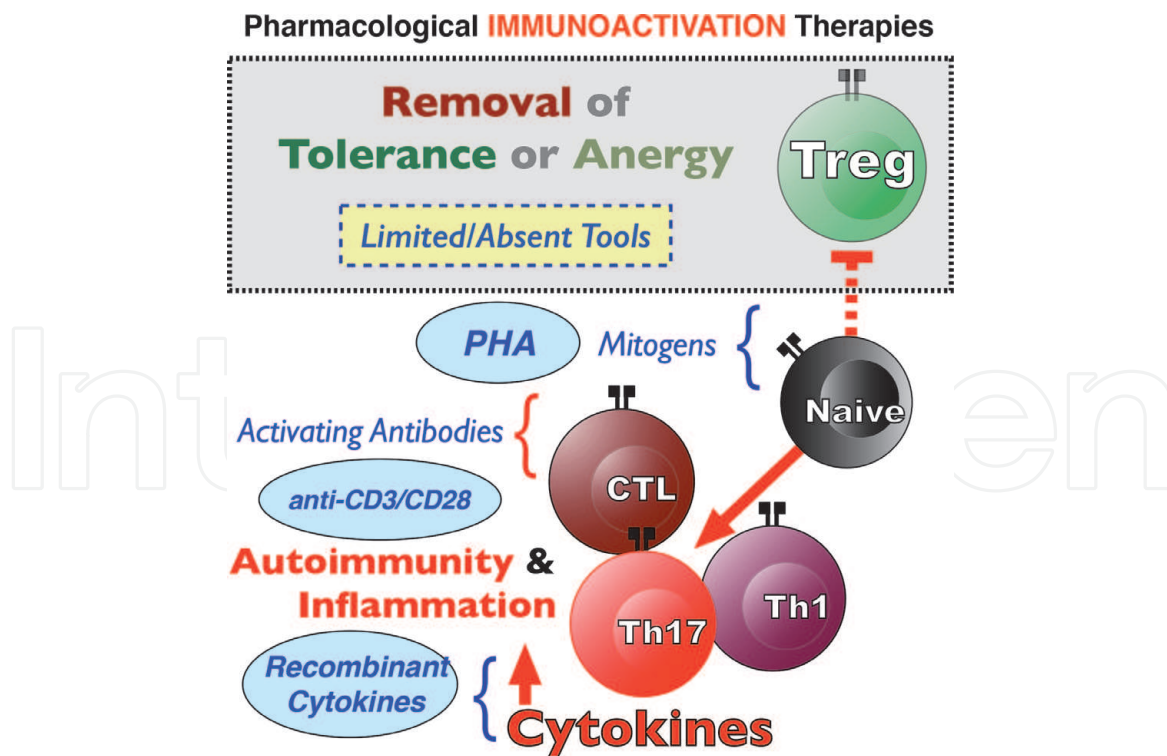 Pharmacological IMMUNOACTIVATION Therapies
Removal of
Tolerance or Anergy
Treg
Limited/Absent Tools
PHA
Mitogens
Naive
Activating Antibodies
CTL
anti-CD3/CD28
Autoimmunity &
Inflammation
Th17
Th1
Recombinant
Cytokines
Cytokines